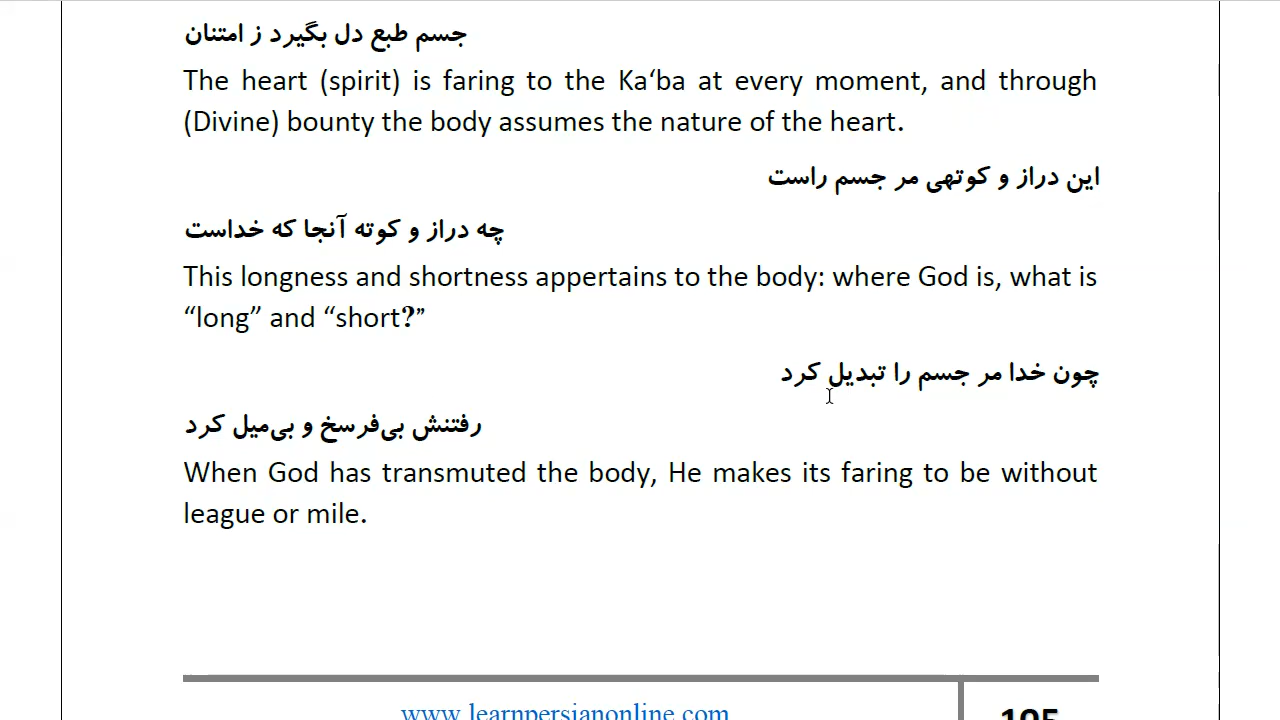 جسم طبع دل بگیرد ز امتنان
The heart (spirit) is faring to the Ka‘ba at every moment, and through
(Divine) bounty the body assumes the nature of the heart.
این دراز و کوتهی مر جسم راست
چه دراز و کوته آنجا که خداست
This longness and shortness appertains to the body: where God is, what is
“long” and “short?”
چون خدا مر جسم را تبدیل کرد
رفتنش بی‌فرسخ و بی‌میل کرد
When God has transmuted the body, He makes its faring to be without
league or mile.
www.learnpersianonline.com
105